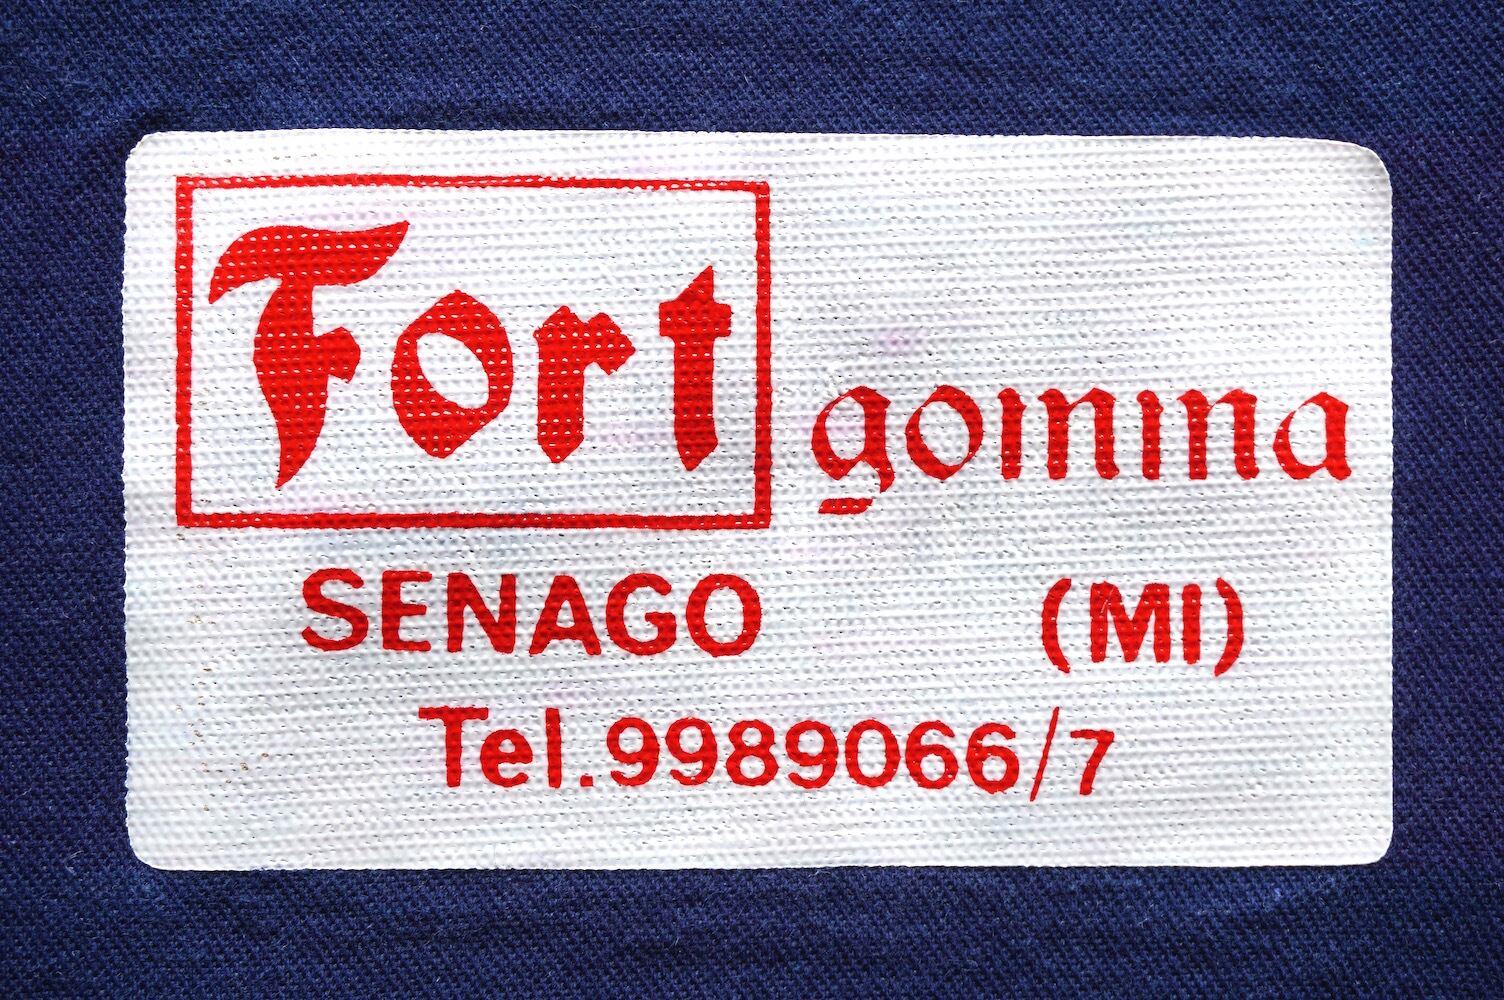 Fort gomma
SENAGO (MI)
Tel.9989066/7